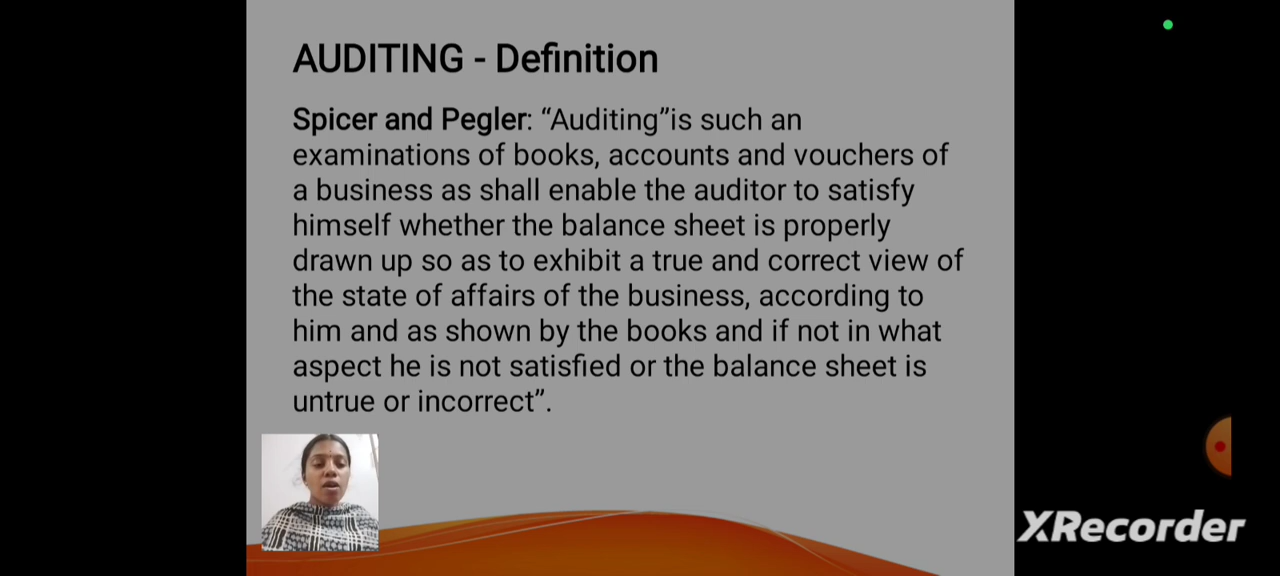 AUDITING - Definition
Spicer and Pegler: “Auditing”is such an
examinations of books, accounts and vouchers of
a business as shall enable the auditor to satisfy
himself whether the balance sheet is properly
drawn up so as to exhibit a true and correct view of
the state of affairs of the business, according to
him and as shown by the books and if not in what
aspect he is not satisfied or the balance sheet is
untrue or incorrect”.
XRecorder